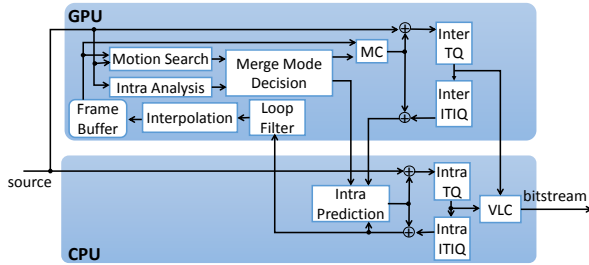 GPU
Motion Search
Intra Analysis
Merge Mode
Decision
MC
Inter
TQ
Inter
ITIQ
Frame
Buffer
Interpolation
Loop
Filter
source
Intra
Prediction
Intra
TQ
Intra
ITIQ
VLC
bitstream
CPU